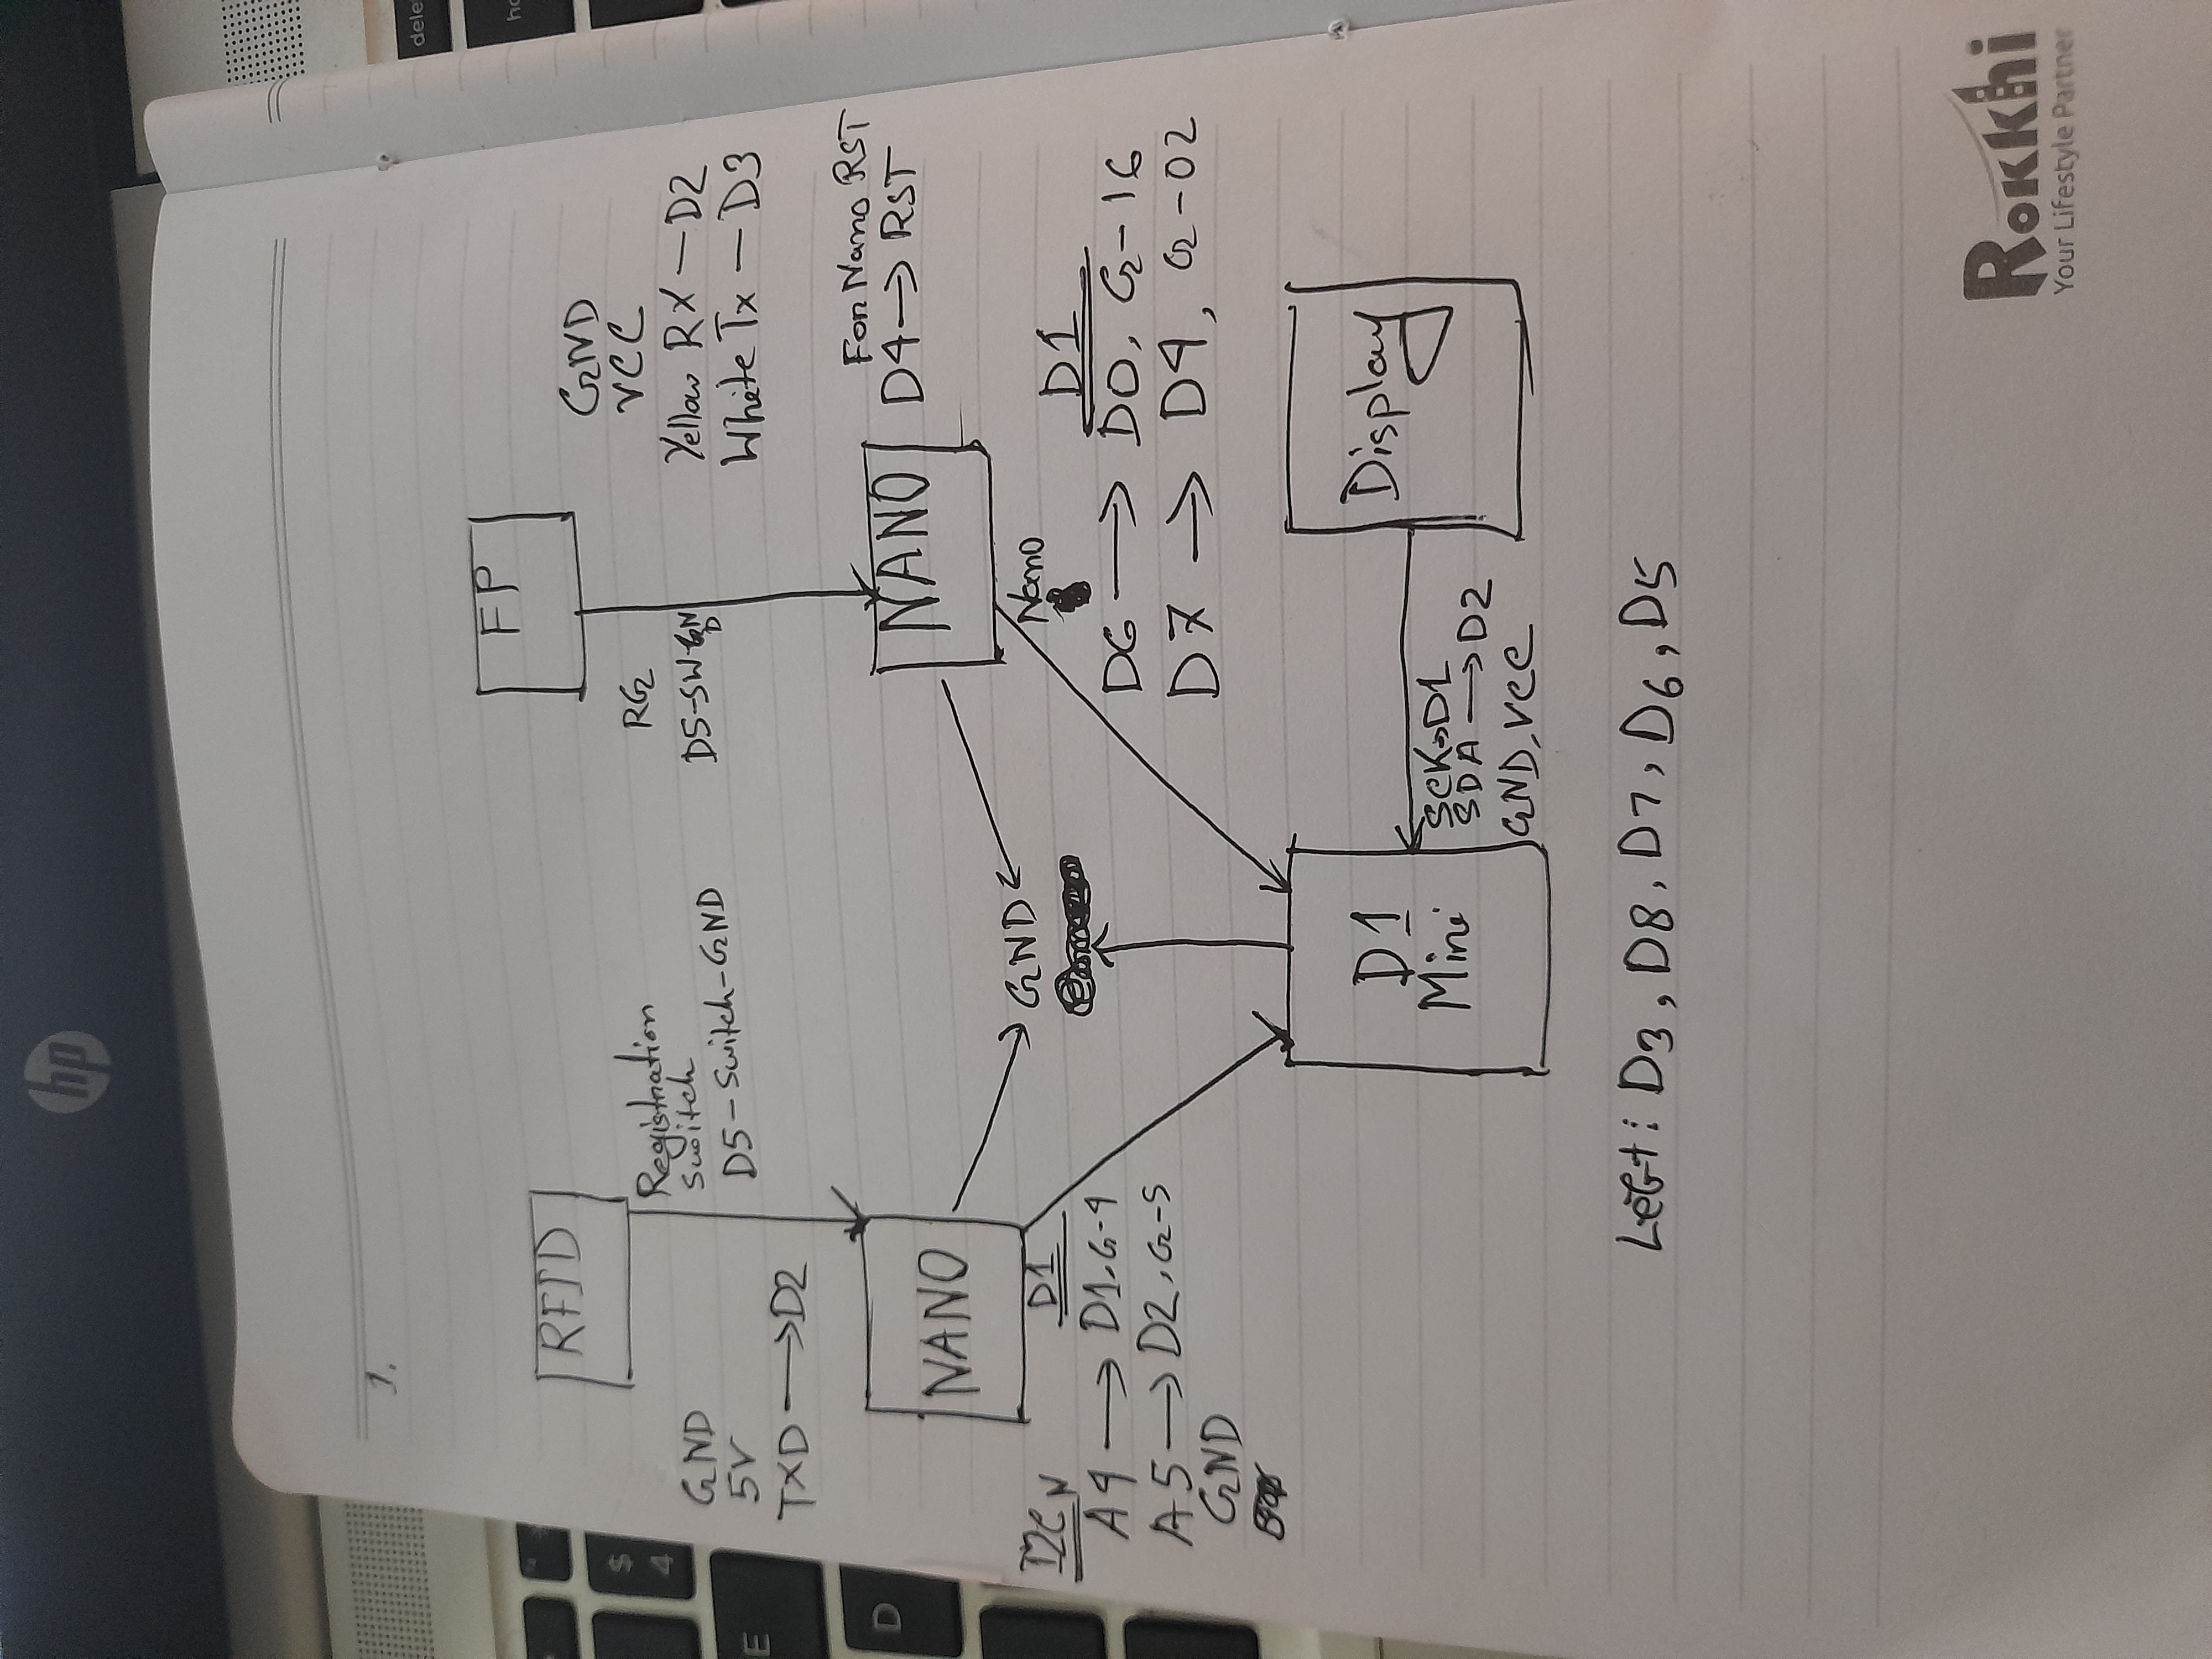 hp
dele
ho
$
4
E
D
1.
RFID
FP
Registration
Switch
D5-Switch-GND
GND
5V
TXD → D2
RG
D5-SW-GND
GND
VCC
Yellow RX - D2
White Tx - D3
NANO
NANO
For Nano RST
D4 → RST
GND
I2C N D1
A4 → D1, G-4
A5 → D2, G-5
GND
Nano D1
D6 → D0, G-16
D7 → D4, G-02
D1
Mini
Display
SCK → D1
SDA → D2
GND, VCC
Left: D3, D8, D7, D6, D5
Rokkhi
Your Lifestyle Partner